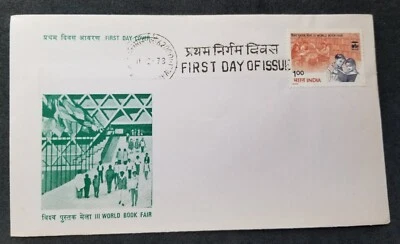 प्रथम दिवस आवरण FIRST DAY COVER
प्रथम निर्गम दिवस
FIRST DAY OF ISSUE
1.00
भारत INDIA
विश्व पुस्तक मेला III WORLD BOOK FAIR